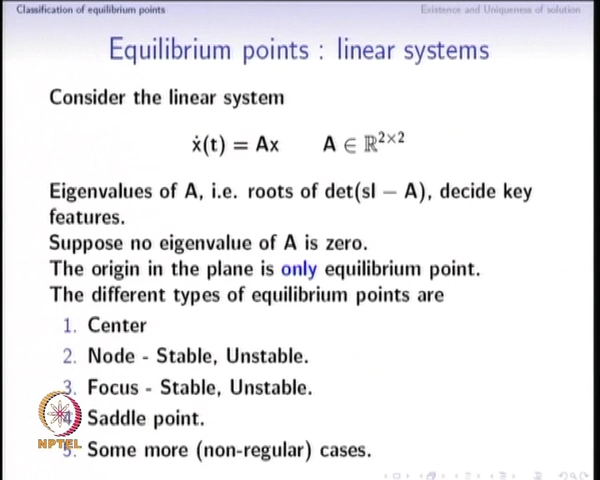 Classification of equilibrium points
Existence and Uniqueness of solution
Equilibrium points : linear systems
Consider the linear system
ẋ(t) = Ax A ∈ ℝ²ˣ²
Eigenvalues of A, i.e. roots of det(sI − A), decide key
features.
Suppose no eigenvalue of A is zero.
The origin in the plane is only equilibrium point.
The different types of equilibrium points are
1. Center
2. Node - Stable, Unstable.
3. Focus - Stable, Unstable.
4. Saddle point.
5. Some more (non-regular) cases.
NPTEL